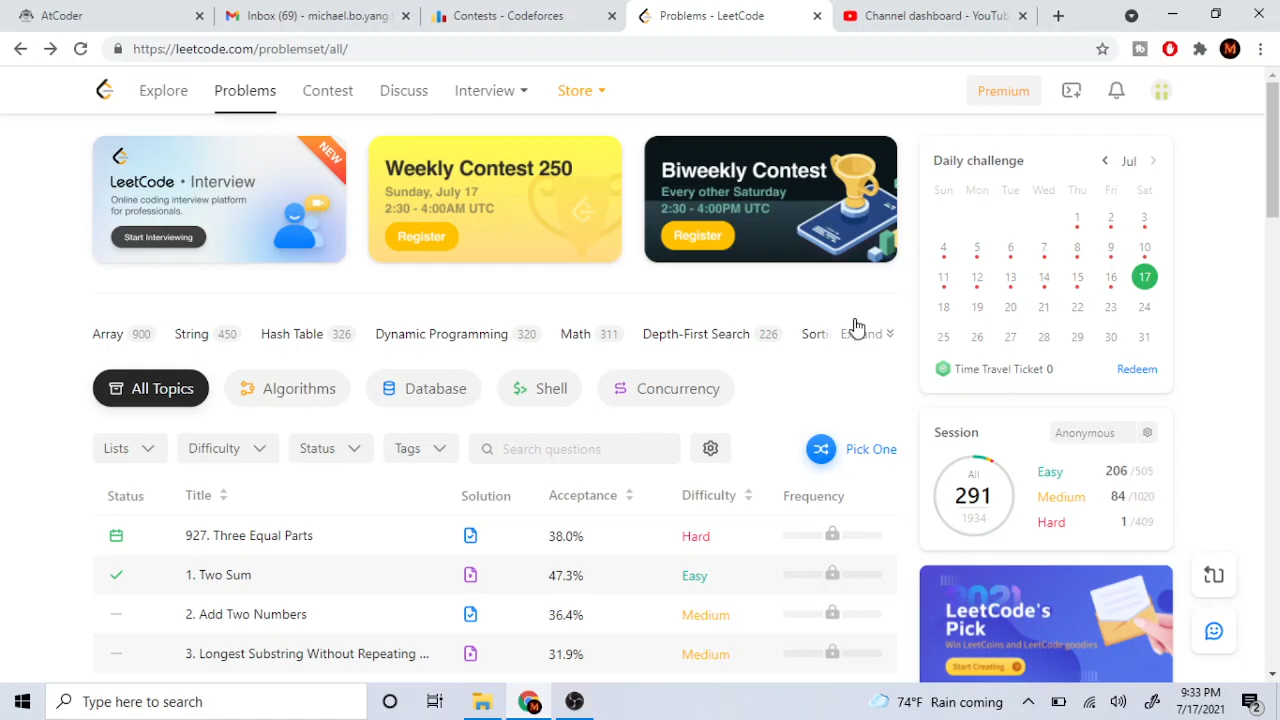 AtCoder
Inbox (69) - michael.bo.yang.
Contests - Codeforces
Problems - LeetCode
Channel dashboard - YouTub
https://leetcode.com/problemset/all/
M
Explore
Problems
Contest
Discuss
Interview
Store
Premium
LeetCode • Interview
Online coding interview platform
for professionals.
Start Interviewing
NEW
Weekly Contest 250
Sunday, July 17
2:30 - 4:00AM UTC
Register
Biweekly Contest
Every other Saturday
2:30 - 4:00PM UTC
Register
Daily challenge
Jul
Sun Mon Tue Wed Thu Fri Sat
1 2 3
4 5 6 7 8 9 10
11 12 13 14 15 16 17
18 19 20 21 22 23 24
25 26 27 28 29 30 31
Time Travel Ticket 0
Redeem
Array 900
String 450
Hash Table 326
Dynamic Programming 320
Math 311
Depth-First Search 226
Sorti
Expand
All Topics
Algorithms
Database
Shell
Concurrency
Lists
Difficulty
Status
Tags
Search questions
Pick One
Session
Anonymous
All
291
1934
Easy 206 /505
Medium 84 /1020
Hard 1 /409
Status Title Solution Acceptance Difficulty Frequency
927. Three Equal Parts 38.0% Hard
1. Two Sum 47.3% Easy
2. Add Two Numbers 36.4% Medium
3. Longest Substring Without Repeating ... 31.9% Medium
2021
LeetCode's
Pick
Win LeetCoins and LeetCode goodies
Start Creating
Type here to search
M
74°F Rain coming
9:33 PM
7/17/2021
2